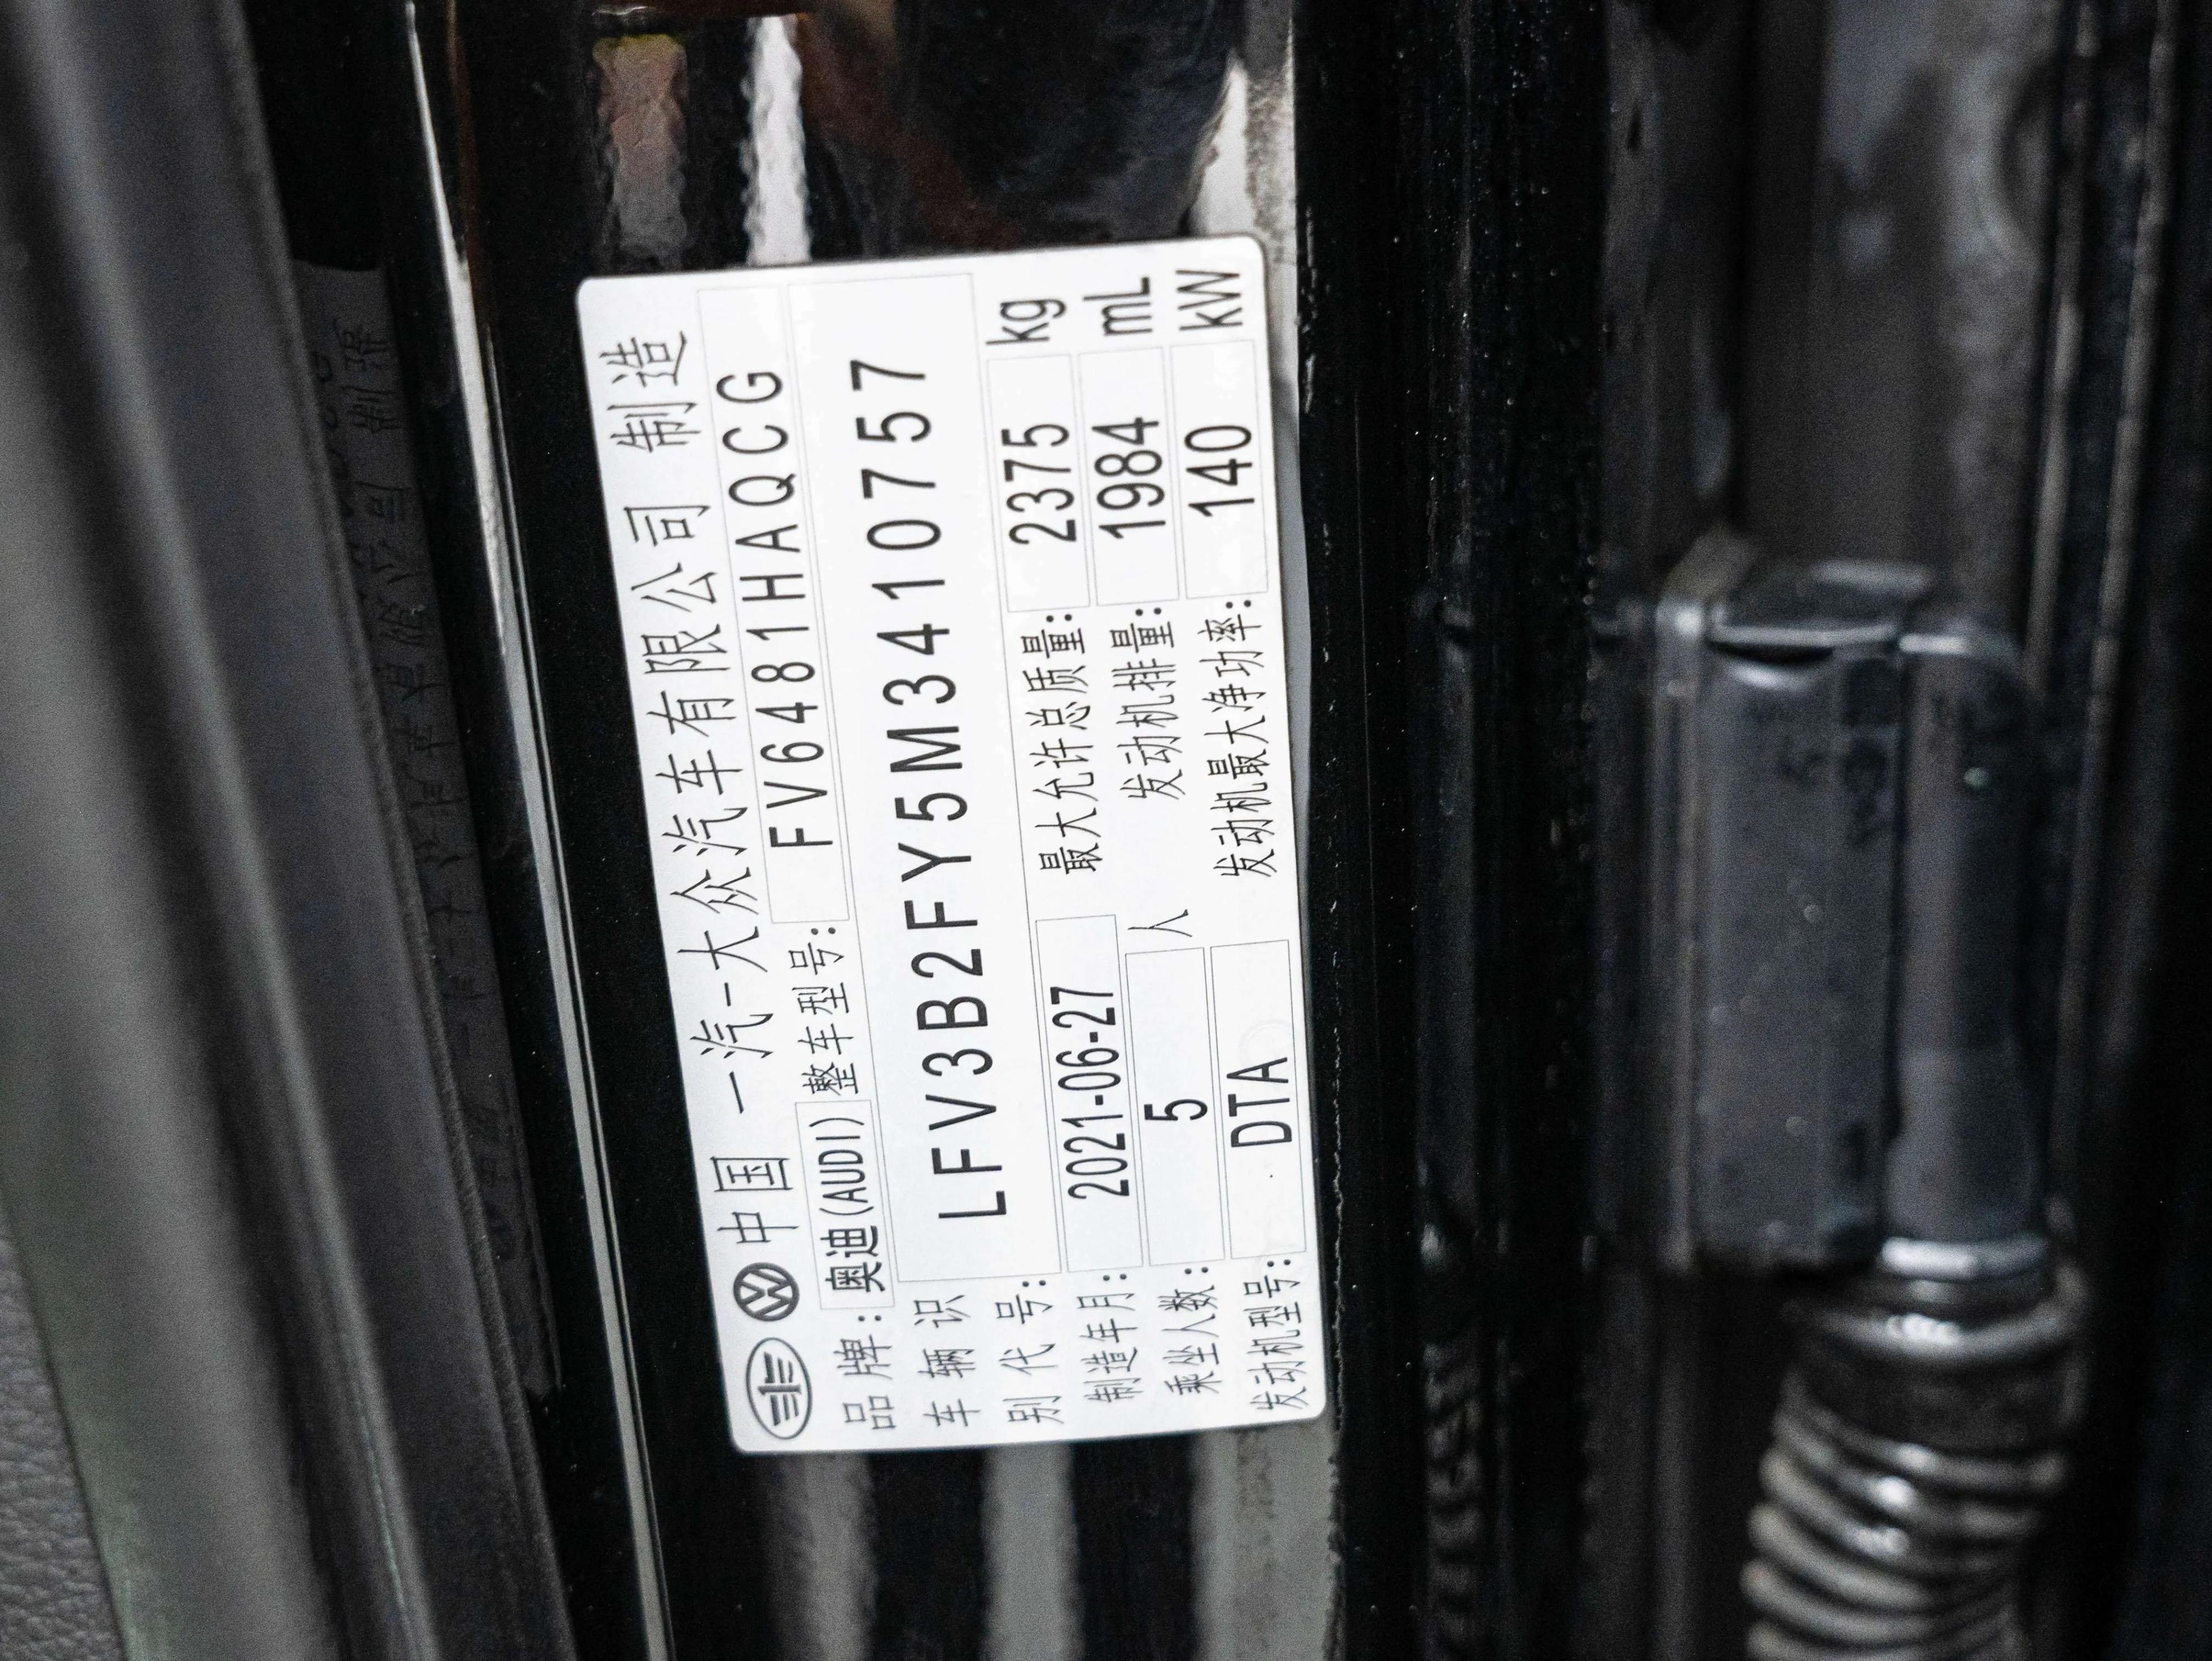 中国 一汽-大众汽车有限公司 制造
品牌: 奥迪(AUDI) 整车型号: FV6481HAQCG
车辆识别代号: LFV3B2FY5M3410757
制造年月: 2021-06-27 最大允许总质量: 2375 kg
乘坐人数: 5 人 发动机排量: 1984 mL
发动机型号: DTA 发动机最大净功率: 140 kW